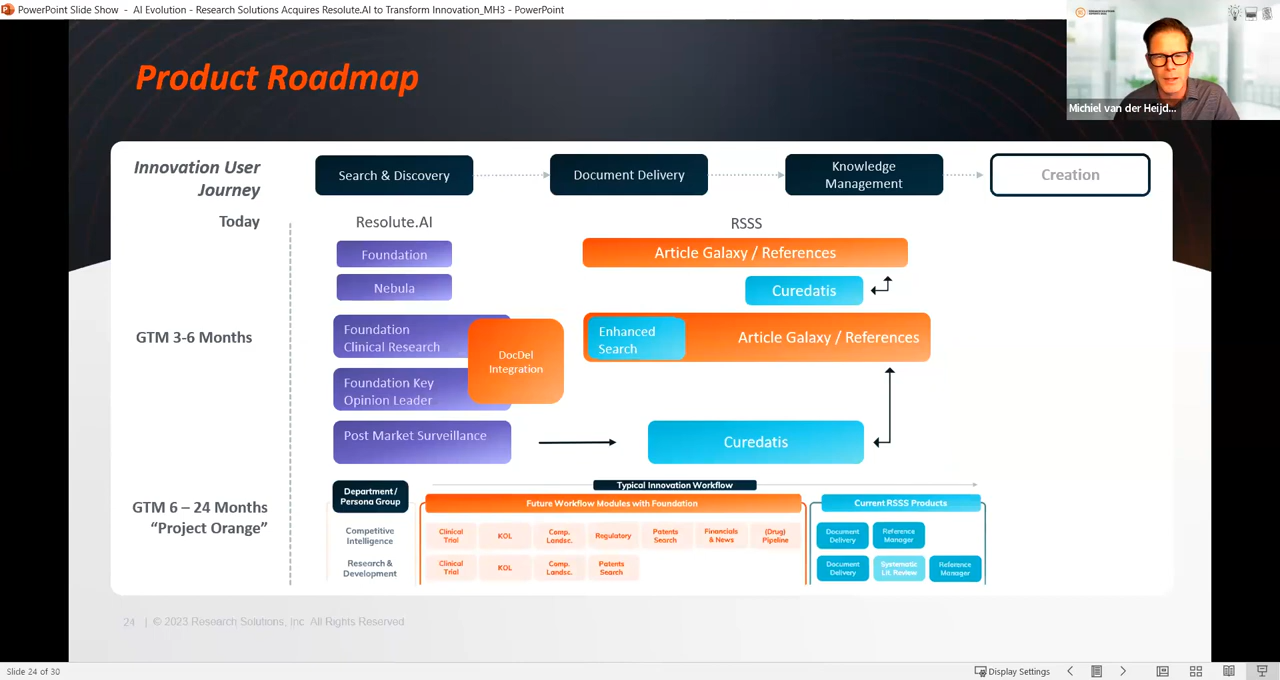 PowerPoint Slide Show - AI Evolution - Research Solutions Acquires Resolute.AI to Transform Innovation_MH3 - PowerPoint
Michiel van der Heijd...
Product Roadmap
Innovation User
Journey
Search & Discovery
Document Delivery
Knowledge
Management
Creation
Today
Resolute.AI
RSSS
Foundation
Nebula
Article Galaxy / References
Curedatis
GTM 3-6 Months
Foundation
Clinical Research
DocDel
Integration
Enhanced
Search
Article Galaxy / References
Foundation Key
Opinion Leader
Post Market Surveillance
Curedatis
GTM 6 – 24 Months
“Project Orange”
Department /
Persona Group
Typical Innovation Workflow
Future Workflow Modules with Foundation
Current RSSS Products
Competitive
Intelligence
Clinical
Trial
KOL
Comp.
Landsc.
Regulatory
Patents
Search
Financials
& News
(Drug)
Pipeline
Document
Delivery
Reference
Manager
Research &
Development
Clinical
Trial
KOL
Comp.
Landsc.
Patents
Search
Document
Delivery
Systematic
Lit. Review
Reference
Manager
24 | © 2023 Research Solutions, Inc All Rights Reserved
Slide 24 of 30
Display Settings